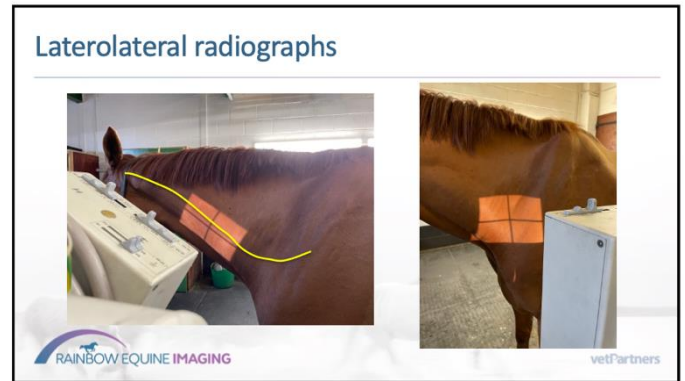 Laterolateral radiographs
RAINBOW EQUINE IMAGING
vetPartners